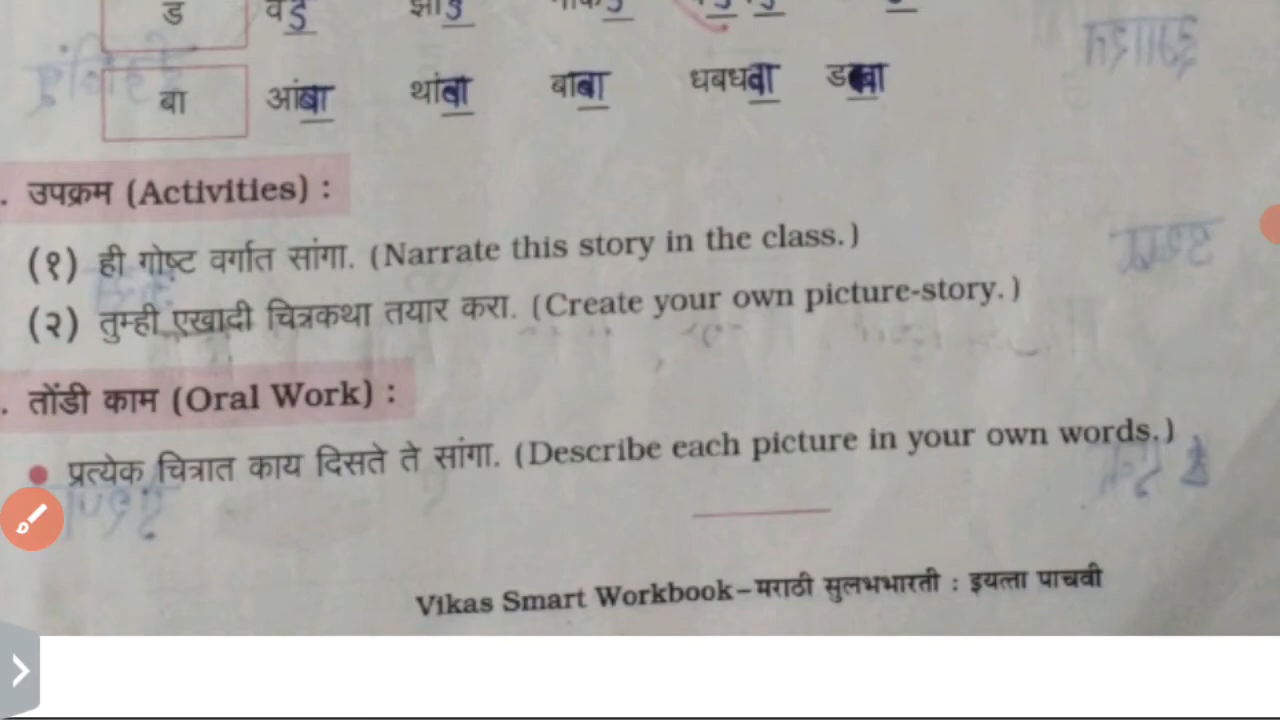 ड वेडु
बा आंबा थांबा बाबा धबधबा डबा
. उपक्रम (Activities) :
(१) ही गोष्ट वर्गात सांगा. (Narrate this story in the class.)
(२) तुम्ही एखादी चित्रकथा तयार करा. (Create your own picture-story.)
. तोंडी काम (Oral Work) :
प्रत्येक चित्रात काय दिसते ते सांगा. (Describe each picture in your own words.)
Vikas Smart Workbook–मराठी सुलभभारती : इयत्ता पाचवी